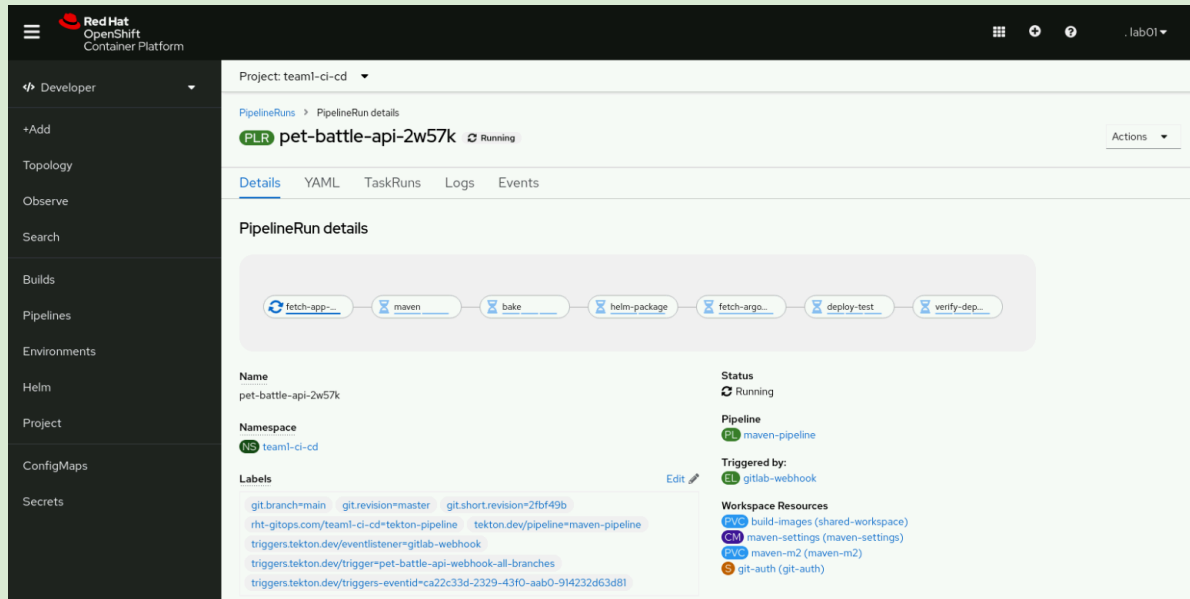 Red Hat
OpenShift
Container Platform
. lab01
Developer
+Add
Topology
Observe
Search
Builds
Pipelines
Environments
Helm
Project
ConfigMaps
Secrets
Project: team1-ci-cd
PipelineRuns > PipelineRun details
PLR pet-battle-api-2w57k Running
Actions
Details YAML TaskRuns Logs Events
PipelineRun details
fetch-app-... maven bake helm-package fetch-argo... deploy-test verify-dep...
Name
pet-battle-api-2w57k
Namespace
NS team1-ci-cd
Labels Edit
git.branch=main git.revision=master git.short.revision=2fbf49b
rht-gitops.com/team1-ci-cd=tekton-pipeline tekton.dev/pipeline=maven-pipeline
triggers.tekton.dev/eventlistener=gitlab-webhook
triggers.tekton.dev/trigger=pet-battle-api-webhook-all-branches
triggers.tekton.dev/triggers-eventid=ca22c33d-2329-43f0-aab0-914232d63d81
Status
Running
Pipeline
PL maven-pipeline
Triggered by:
EL gitlab-webhook
Workspace Resources
PVC build-images (shared-workspace)
CM maven-settings (maven-settings)
PVC maven-m2 (maven-m2)
S git-auth (git-auth)